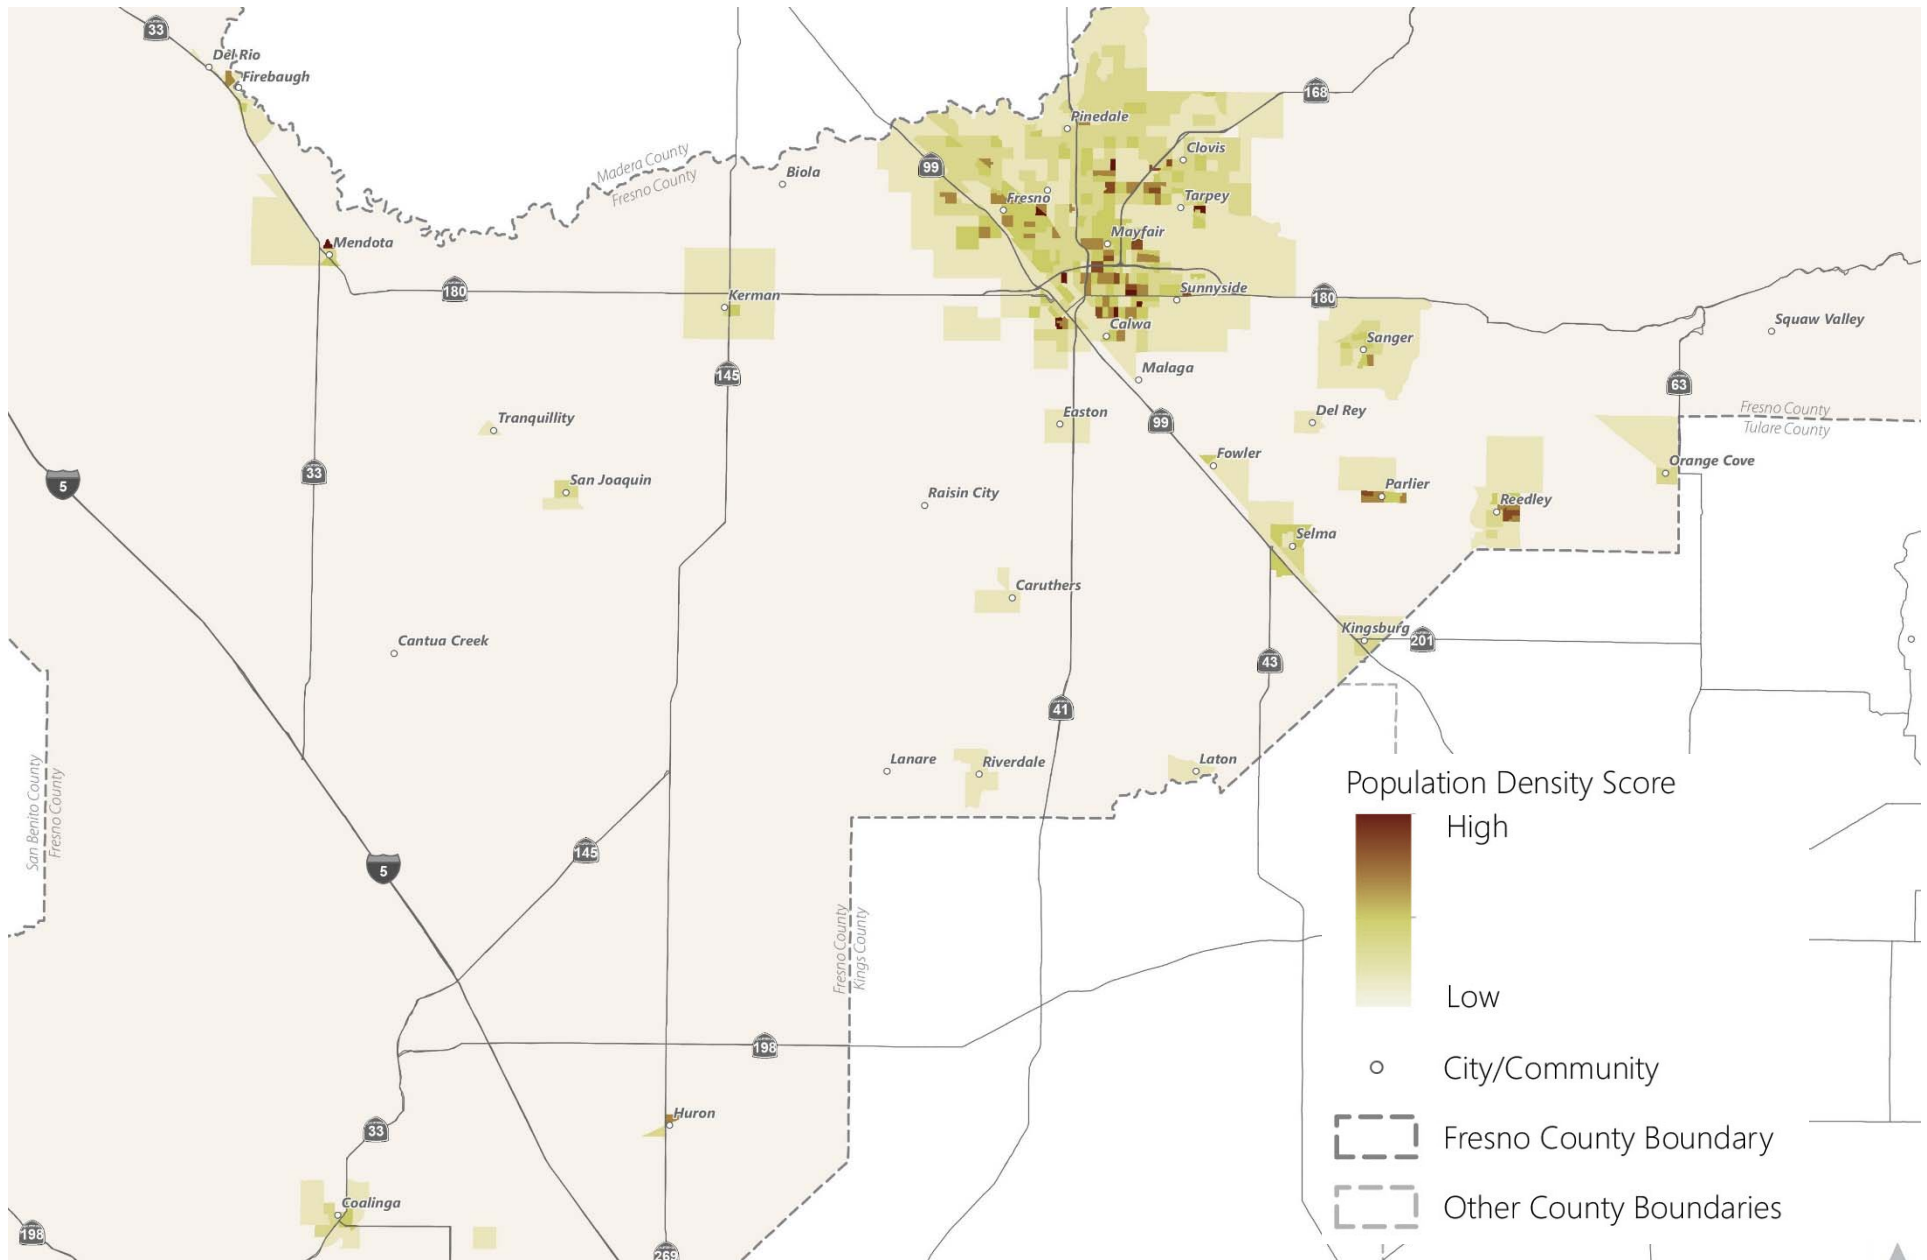 33
Del Rio
Firebaugh
168
Pinedale
Madera County
Fresno County
Biola
99
Clovis
Fresno
Tarpey
Mendota
Mayfair
180
Kerman
Sunnyside
180
Calwa
Sanger
Squaw Valley
145
Malaga
63
Tranquillity
Easton
99
Del Rey
Fresno County
Tulare County
5
33
San Joaquin
Raisin City
Fowler
Parlier
Reedley
Orange Cove
Selma
Caruthers
Cantua Creek
Kingsburg
201
43
41
San Benito County
Fresno County
Lanare
Riverdale
Laton
145
5
Fresno County
Kings County
198
Huron
33
Coalinga
198
269
Population Density Score
High
Low
City/Community
Fresno County Boundary
Other County Boundaries